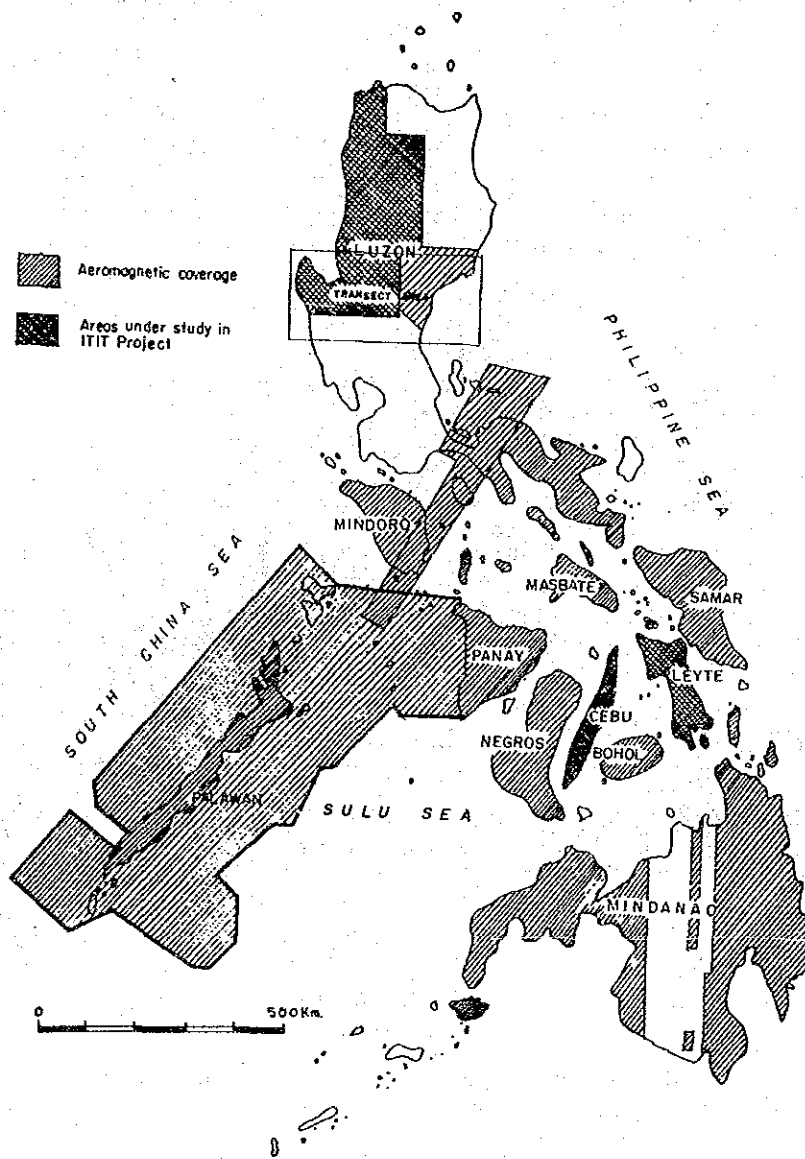 LUZON
Aeromagnetic coverage
TRANSECT AREA
Areas under study in
ITIT Project
PHILIPPINE SEA
MINDORO
SOUTH CHINA SEA
MASBATE
SAMAR
PANAY
LEYTE
CEBU
NEGROS
BOHOL
PALAWAN
SULU SEA
MINDANAO
0
500Km.